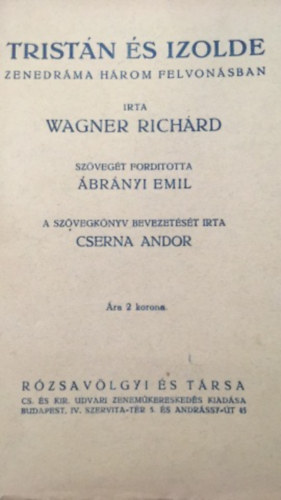 TRISTÁN ÉS IZOLDE
ZENEDRÁMA HÁROM FELVONÁSBAN
IRTA
WAGNER RICHÁRD
SZÖVEGÉT FORDITOTTA
ÁBRÁNYI EMIL
A SZÖVEGKÖNYV BEVEZETÉSÉT IRTA
CSERNA ANDOR
Ára 2 korona.
RÓZSAVÖLGYI ÉS TÁRSA
CS. ÉS KIR. UDVARI ZENEMŰKERESKEDÉS KIADÁSA
BUDAPEST, IV. SZERVITA-TÉR 5. ÉS ANDRÁSSY-ÚT 45